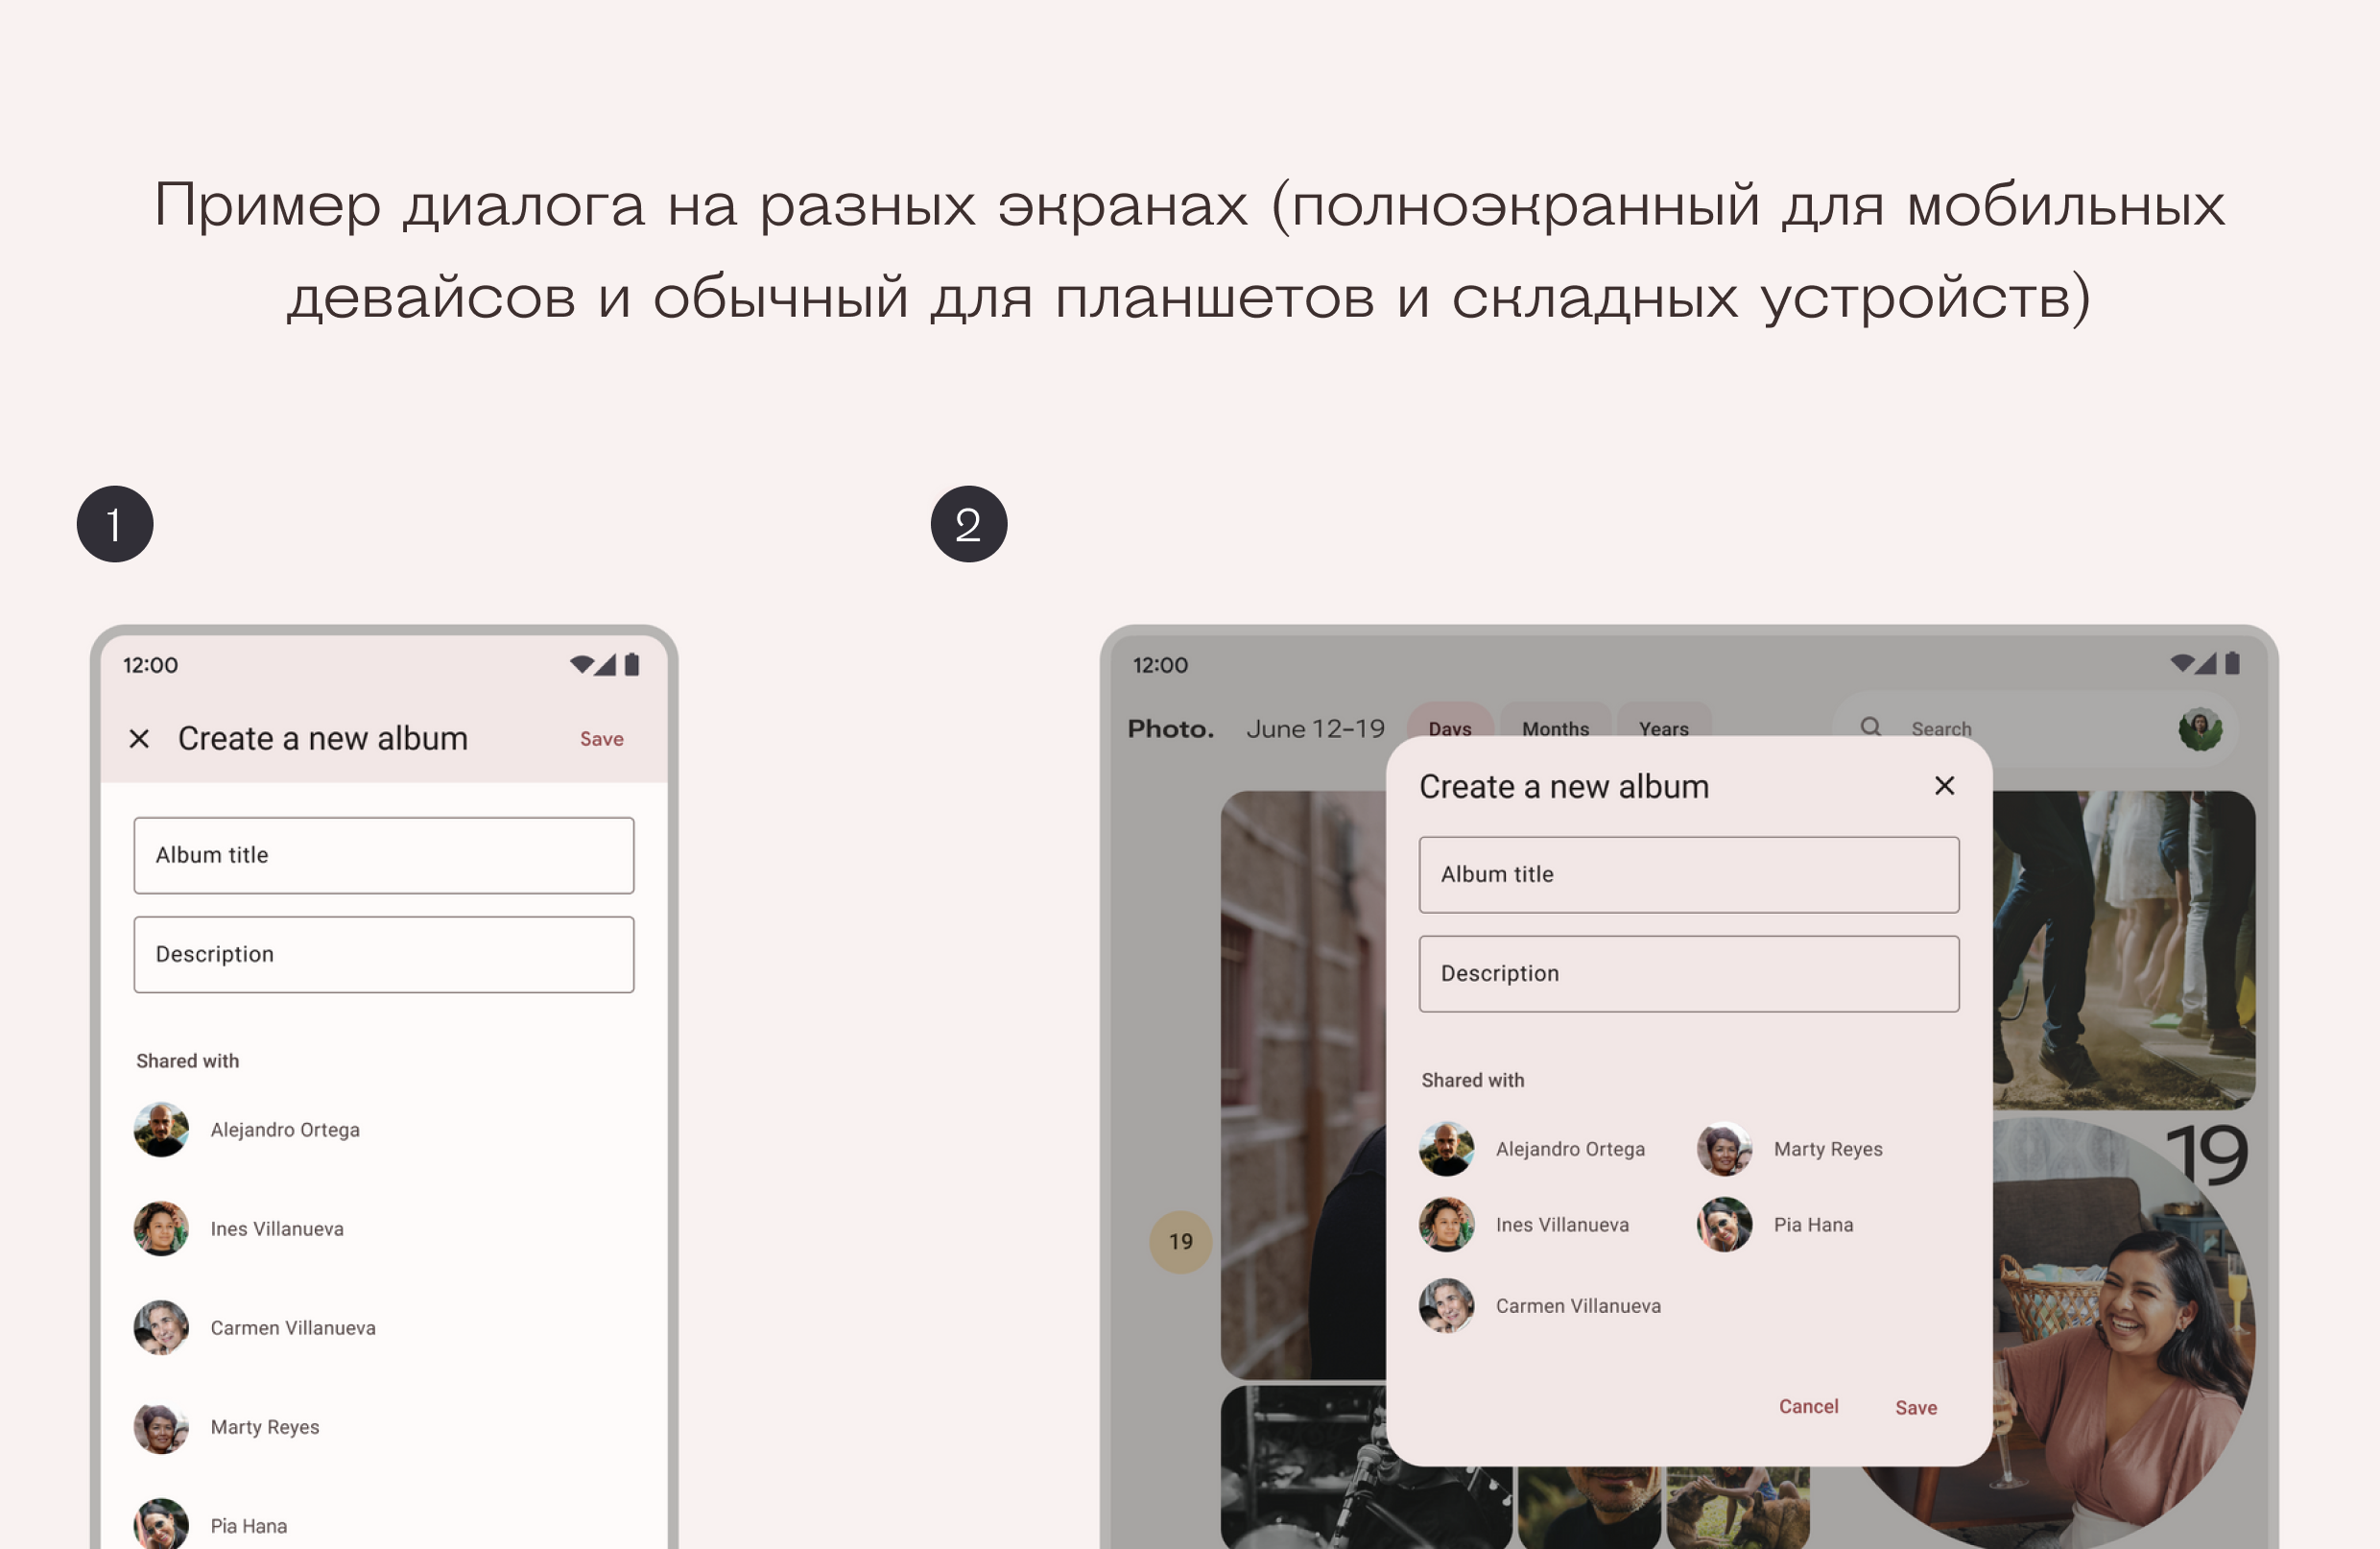 Пример диалога на разных экранах (полноэкранный для мобильных
девайсов и обычный для планшетов и складных устройств)
1
12:00
Create a new album
Save
Album title
Description
Shared with
Alejandro Ortega
Ines Villanueva
Carmen Villanueva
Marty Reyes
Pia Hana
2
12:00
Photo. June 12–19 Days Months Years Search
Create a new album
Album title
Description
Shared with
Alejandro Ortega Marty Reyes
Ines Villanueva Pia Hana
Carmen Villanueva
Cancel Save
19
19